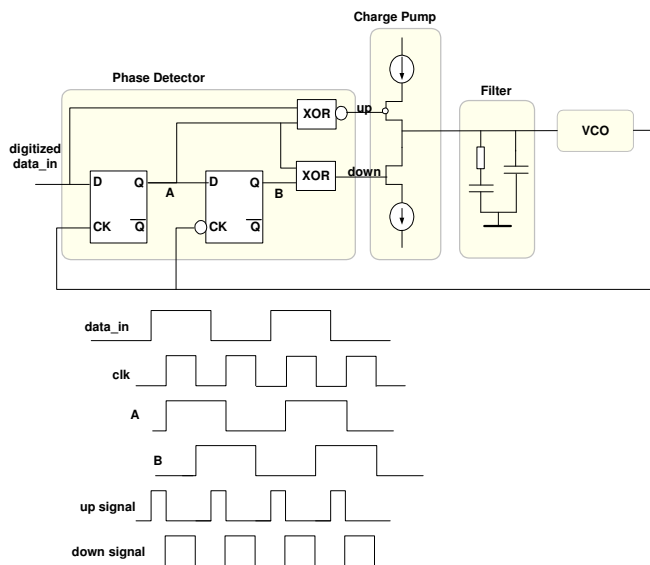 Charge Pump
Phase Detector
Filter
XOR
up
VCO
digitized
data_in
D
Q
A
D
Q
B
XOR
down
CK
Q
CK
Q
data_in
clk
A
B
up signal
down signal